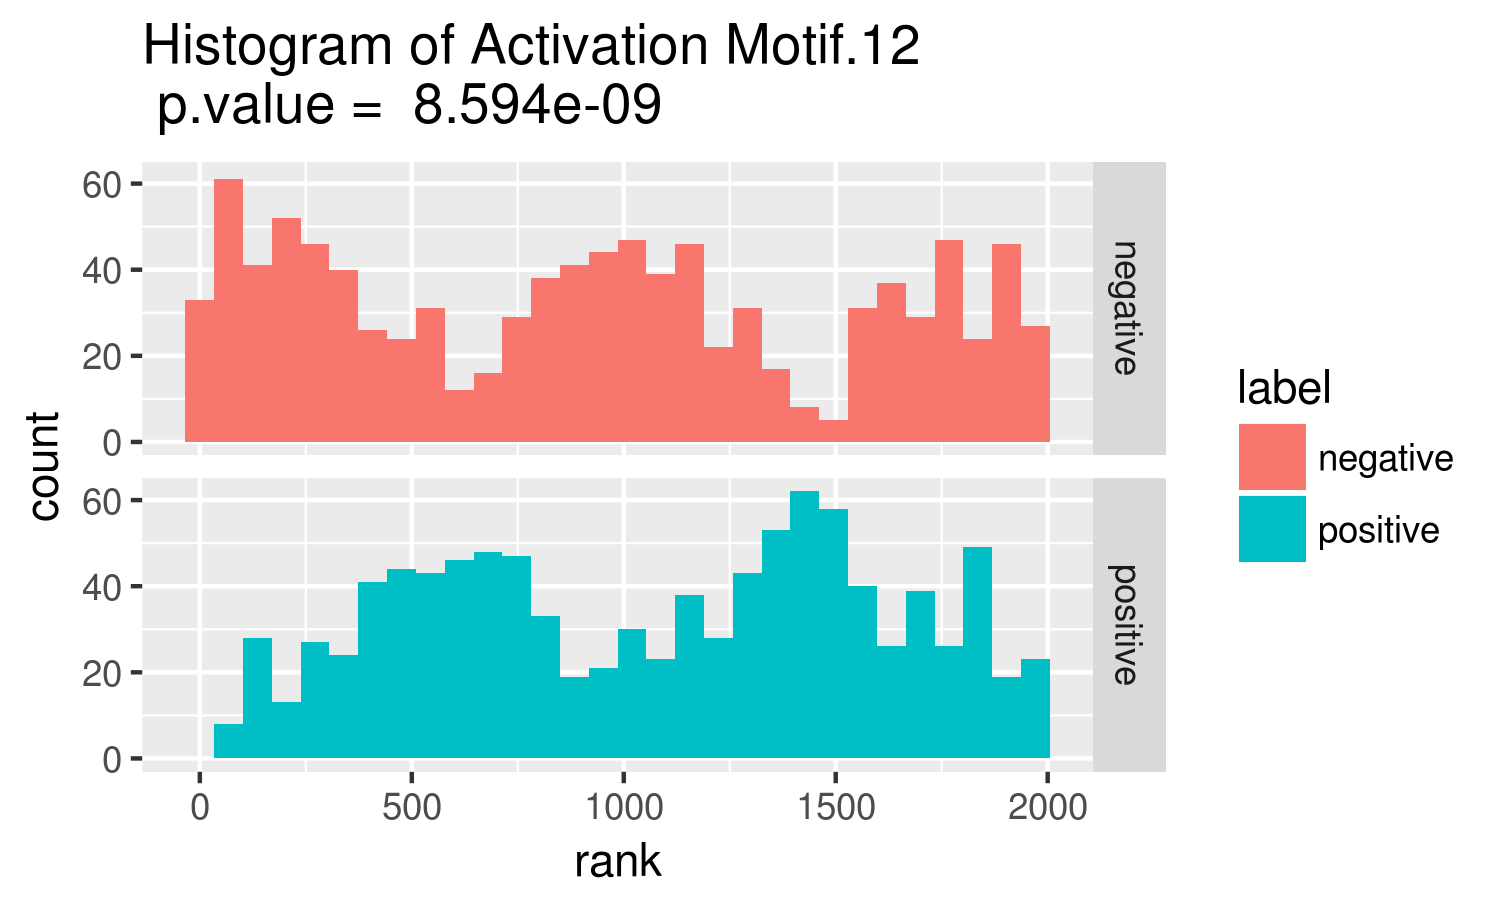 Histogram of Activation Motif.12
p.value = 8.594e-09
60
40
20
0
negative
60
40
20
0
positive
count
0 500 1000 1500 2000
rank
label
negative
positive